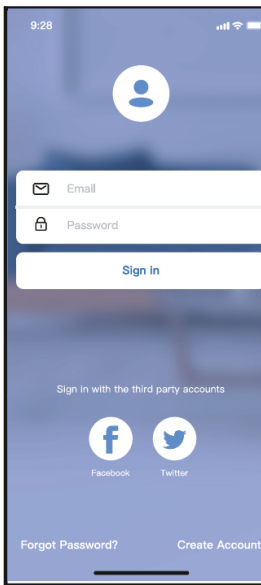 9:28
Email
Password
Sign in
Sign in with the third party accounts
Facebook Twitter
Forgot Password? Create Account